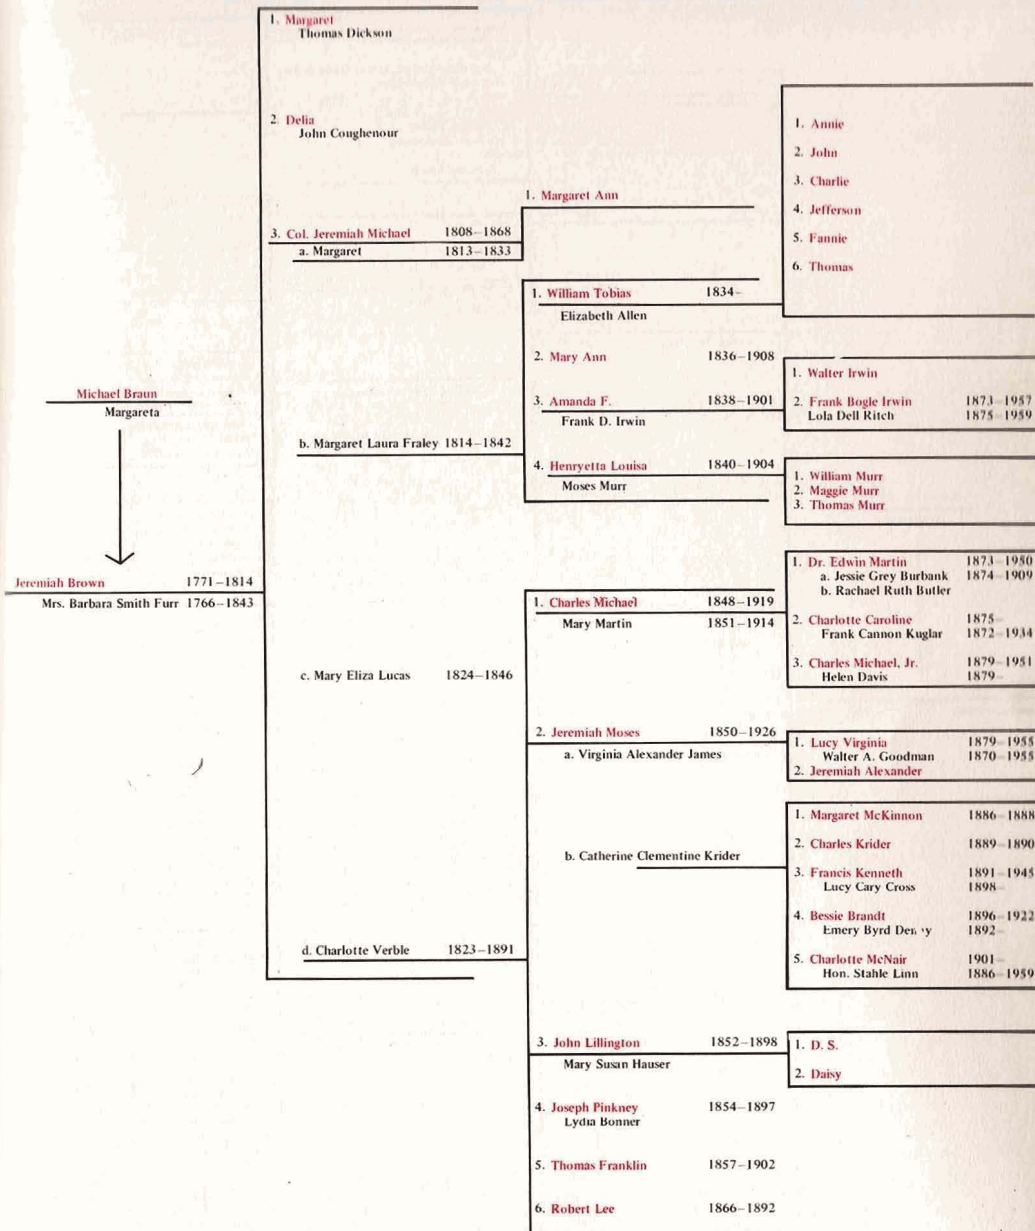 1. Margaret
Thomas Dickson
2. Delia
John Coughenour
3. Col. Jeremiah Michael 1808–1868
a. Margaret 1813–1833
1. Margaret Ann
1. Annie
2. John
3. Charlie
4. Jefferson
5. Fannie
6. Thomas
1. William Tobias 1834–
Elizabeth Allen
2. Mary Ann 1836–1908
3. Amanda F. 1838–1901
Frank D. Irwin
1. Walter Irwin
2. Frank Bogle Irwin 1873–1957
Lola Dell Ritch 1875–1959
Michael Braun
Margareta
b. Margaret Laura Fraley 1814–1842
4. Henryetta Louisa 1840–1904
Moses Murr
1. William Murr
2. Maggie Murr
3. Thomas Murr
Jeremiah Brown 1771–1814
Mrs. Barbara Smith Furr 1766–1843
1. Charles Michael 1848–1919
Mary Martin 1851–1914
1. Dr. Edwin Martin 1873–1950
a. Jessie Grey Burbank 1874–1909
b. Rachael Ruth Butler
2. Charlotte Caroline 1875–
Frank Cannon Kuglar 1872–1934
3. Charles Michael, Jr. 1879–1951
Helen Davis 1879–
c. Mary Eliza Lucas 1824–1846
2. Jeremiah Moses 1850–1926
a. Virginia Alexander James
1. Lucy Virginia 1879–1955
Walter A. Goodman 1870–1955
2. Jeremiah Alexander
b. Catherine Clementine Krider
1. Margaret McKinnon 1886–1888
2. Charles Krider 1889–1890
3. Francis Kenneth 1891–1945
Lucy Cary Cross 1898–
4. Bessie Brandt 1896–1922
Emery Byrd 1892–
5. Charlotte McNair 1901–
Hon. Stahle Linn 1886–1959
d. Charlotte Verble 1823–1891
3. John Lillington 1852–1898
Mary Susan Hauser
1. D. S.
2. Daisy
4. Joseph Pinkney 1854–1897
Lydia Bonner
5. Thomas Franklin 1857–1902
6. Robert Lee 1866–1892